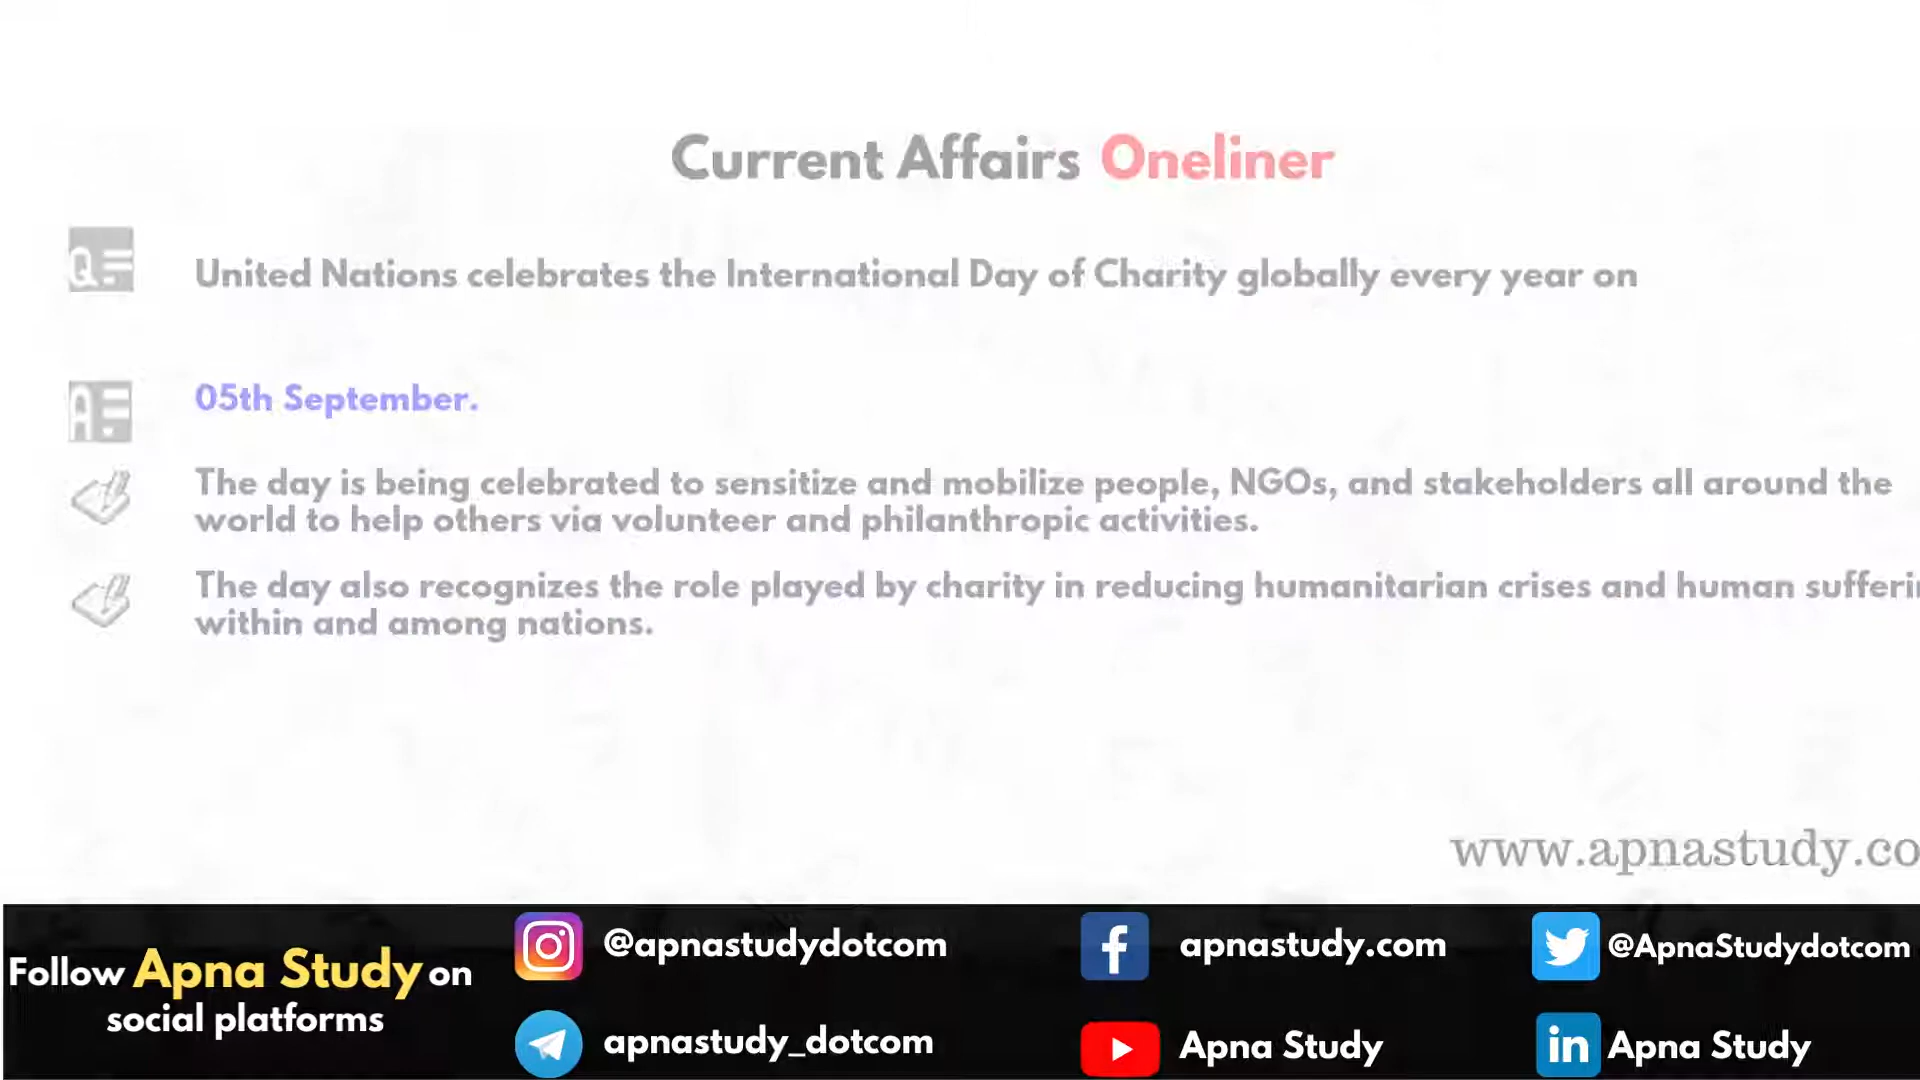 Current Affairs Oneliner
Q
United Nations celebrates the International Day of Charity globally every year on
A
05th September.
The day is being celebrated to sensitize and mobilize people, NGOs, and stakeholders all around the
world to help others via volunteer and philanthropic activities.
The day also recognizes the role played by charity in reducing humanitarian crises and human sufferi
within and among nations.
www.apnastudy.co
Follow Apna Study on
social platforms
@apnastudydotcom
apnastudy.com
@ApnaStudydotcom
apnastudy_dotcom
Apna Study
Apna Study